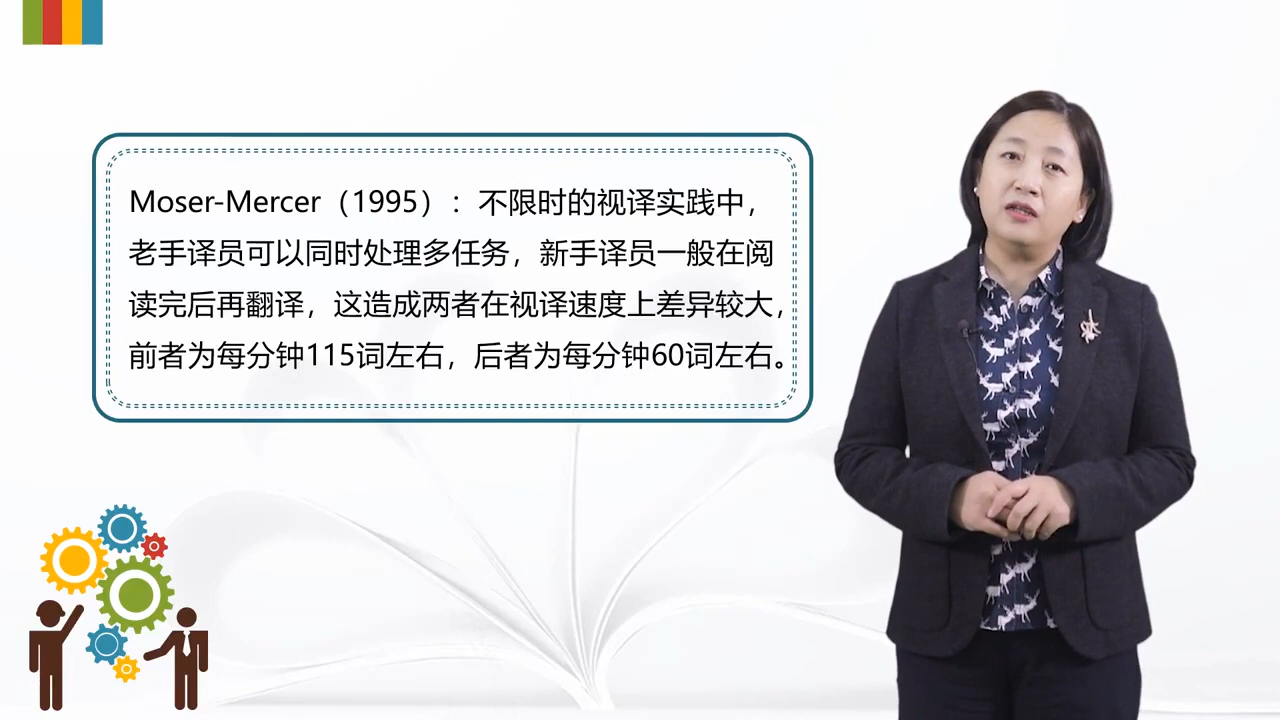 Moser-Mercer（1995）：不限时的视译实践中，
老手译员可以同时处理多任务，新手译员一般在阅
读完后再翻译，这造成两者在视译速度上差异较大，
前者为每分钟115词左右，后者为每分钟60词左右。